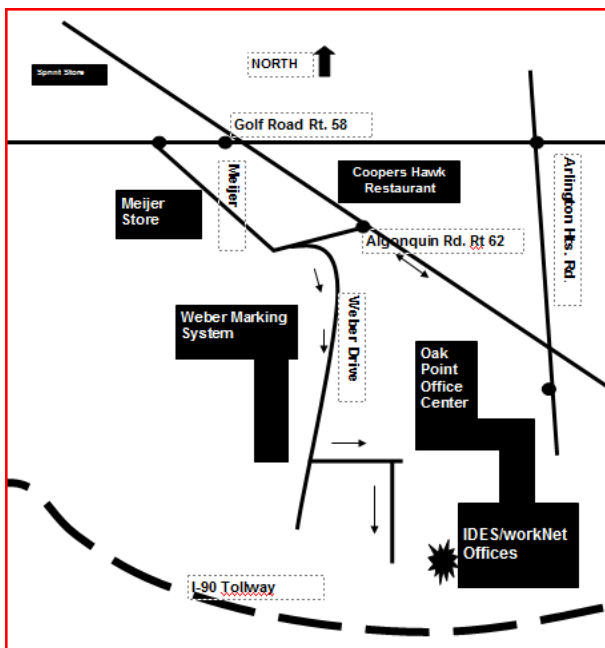 NORTH
Sprint Store
Golf Road Rt. 58
Meijer
Coopers Hawk
Restaurant
Arlington Hts. Rd.
Meijer
Store
Algonquin Rd. Rt 62
Weber Marking
System
Weber Drive
Oak
Point
Office
Center
IDES/workNet
Offices
I-90 Tollway